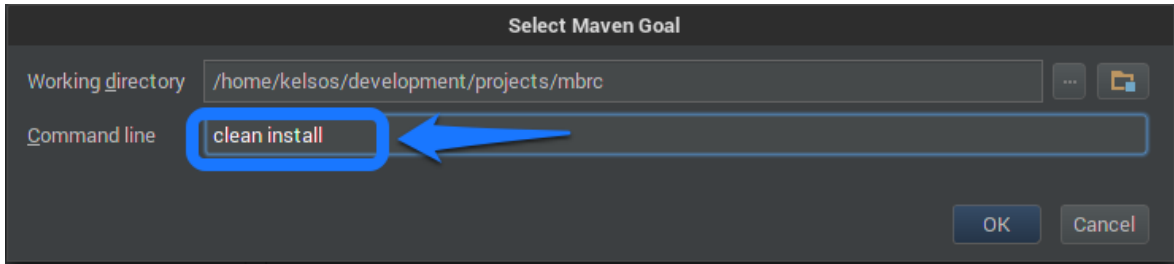 Select Maven Goal
Working directory /home/kelsos/development/projects/mbrc ...
Command line clean install
OK Cancel